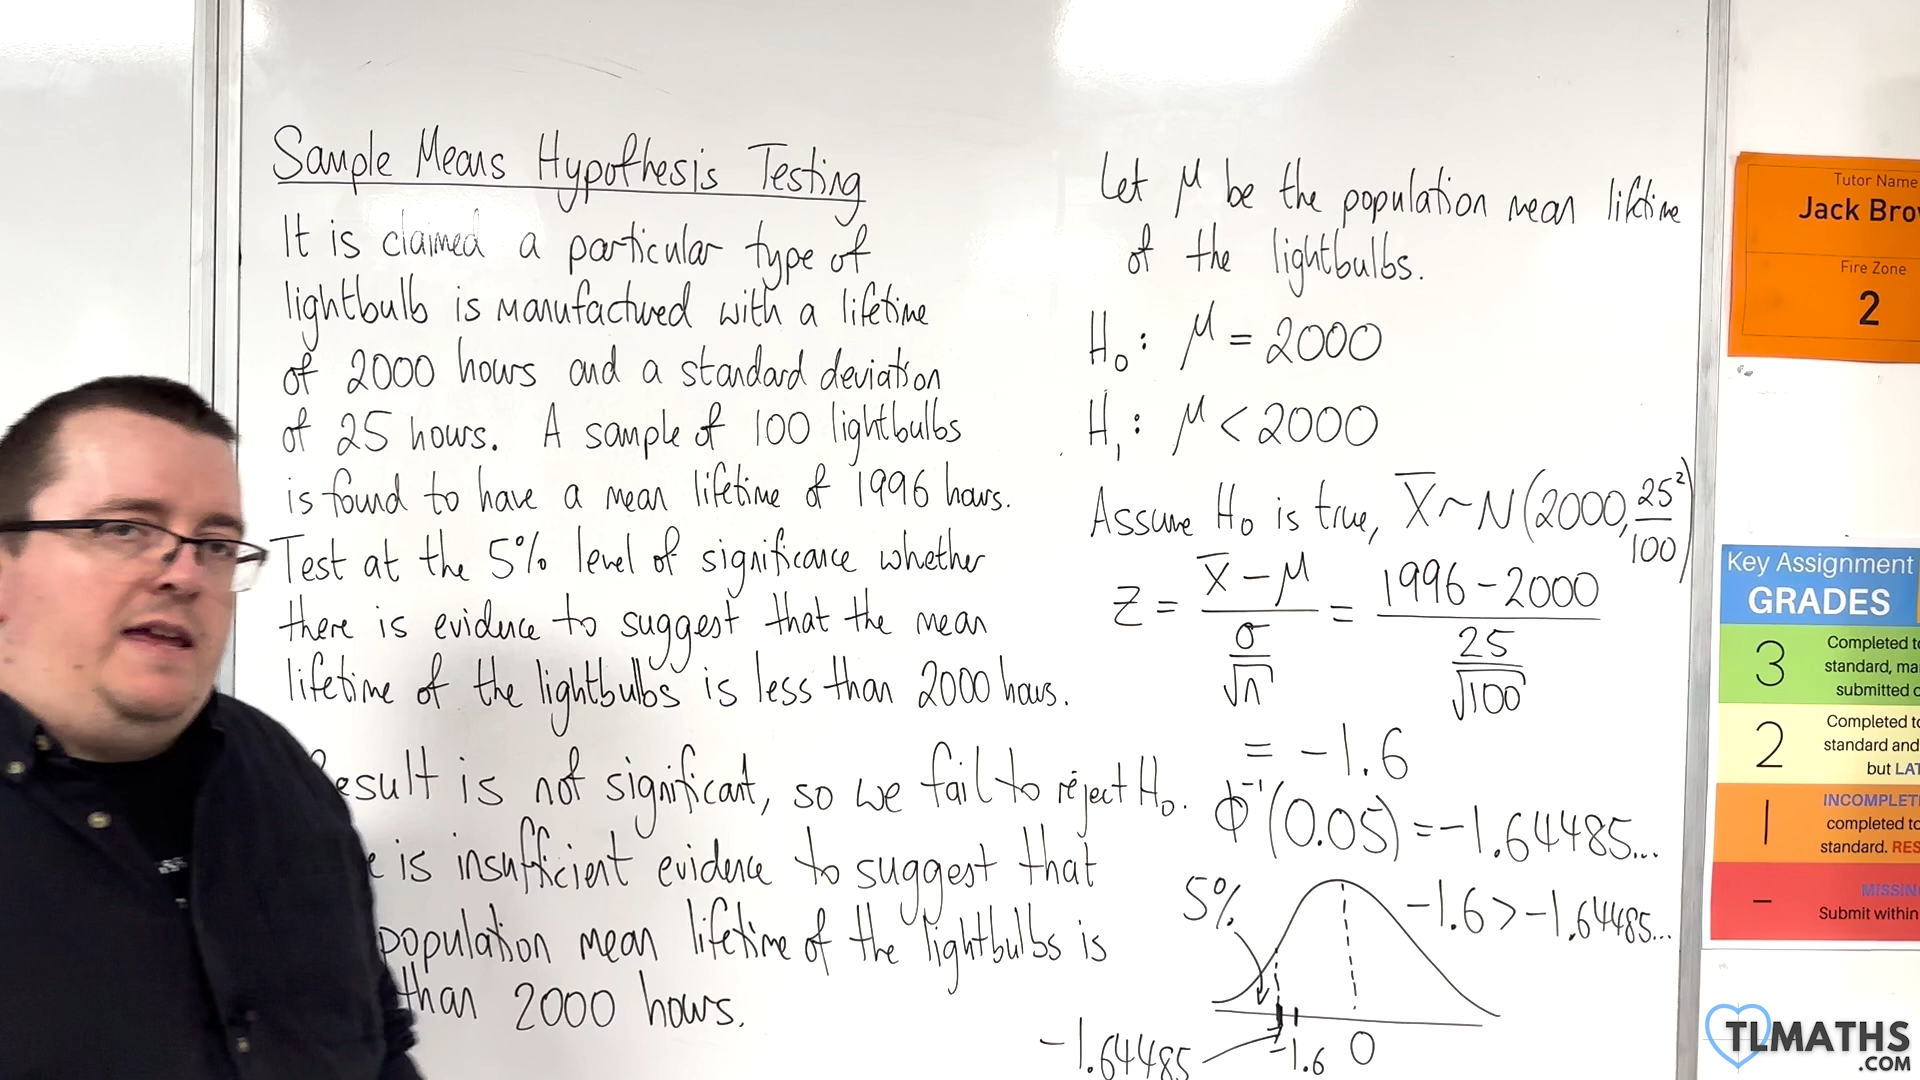 Sample Means Hypothesis Testing
It is claimed a particular type of
lightbulb is manufactured with a lifetime
of 2000 hours and a standard deviation
of 25 hours. A sample of 100 lightbulbs
is found to have a mean lifetime of 1996 hours.
Test at the 5% level of significance whether
there is evidence to suggest that the mean
lifetime of the lightbulbs is less than 2000 hours.
esult is not significant, so we fail to reject H₀.
e is insufficient evidence to suggest that
population mean lifetime of the lightbulbs is
than 2000 hours.
Let μ be the population mean lifetime
of the lightbulbs.
H₀: μ = 2000
H₁: μ < 2000
Assume H₀ is true, X̄ ~ N(2000, 25²/100)
z = (x̄ − μ)/(σ/√n) = (1996 − 2000)/(25/√100)
= −1.6
Φ⁻¹(0.05) = −1.64485...
5%
−1.6 > −1.64485...
−1.64485
−1.6
0
Tutor Name
Jack Bro
Fire Zone
2
Key Assignment
GRADES
3
Completed to
standard, ma
submitted o
2
Completed to
standard and
but LAT
1
INCOMPLET
completed to
standard. RES
–
MISSIN
Submit within
TLMATHS
.COM